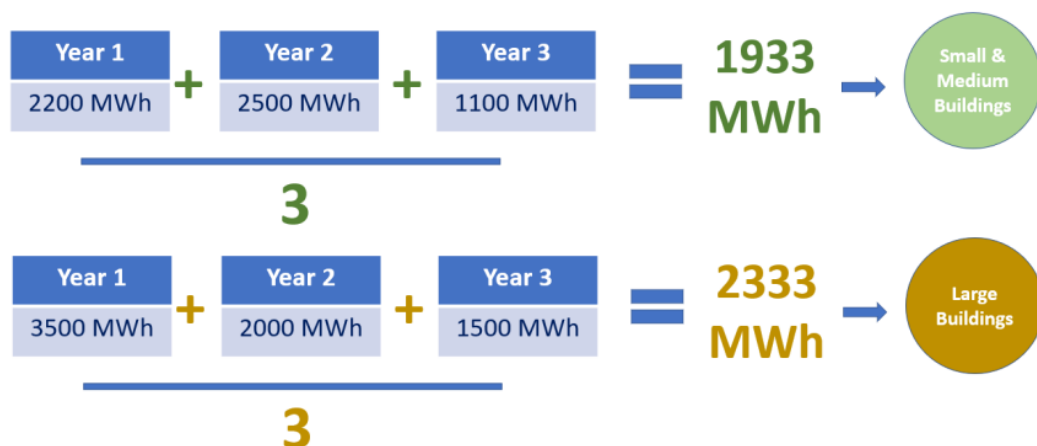 Year 1
Year 2
Year 3
2200 MWh + 2500 MWh + 1100 MWh
3
= 1933
MWh
Small &
Medium
Buildings
Year 1
Year 2
Year 3
3500 MWh + 2000 MWh + 1500 MWh
3
= 2333
MWh
Large
Buildings